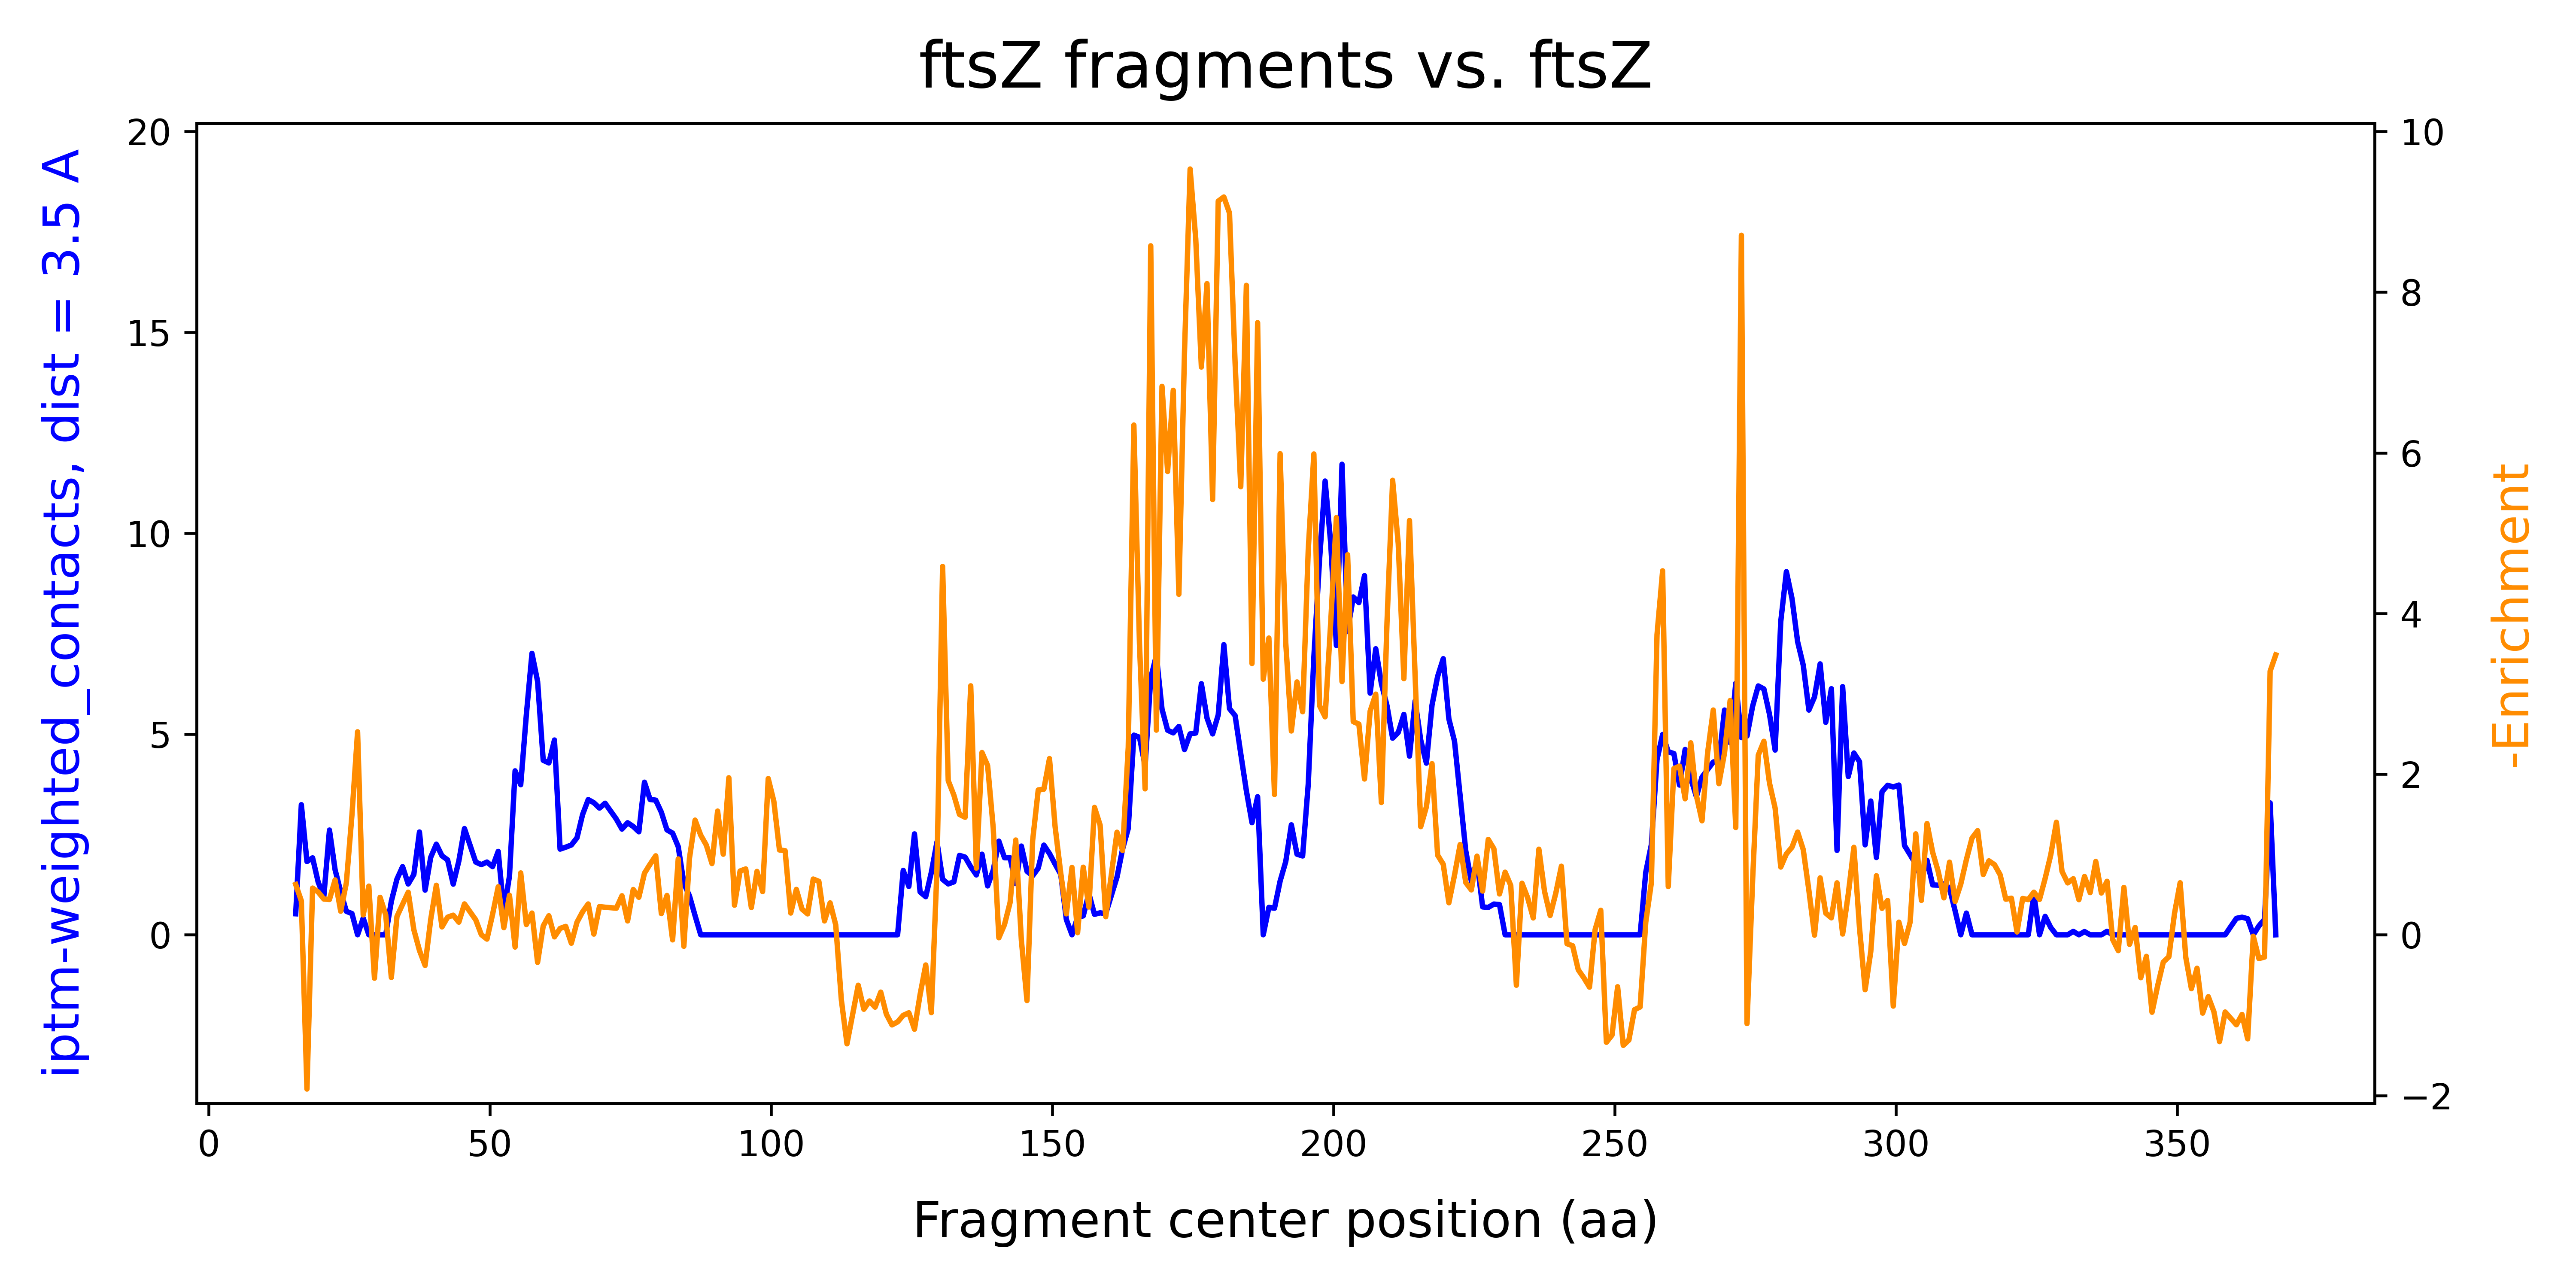 ftsZ fragments vs. ftsZ
iptm-weighted_contacts, dist = 3.5 A
20
15
10
5
0
10
8
6
4
2
0
−2
-Enrichment
0 50 100 150 200 250 300 350
Fragment center position (aa)